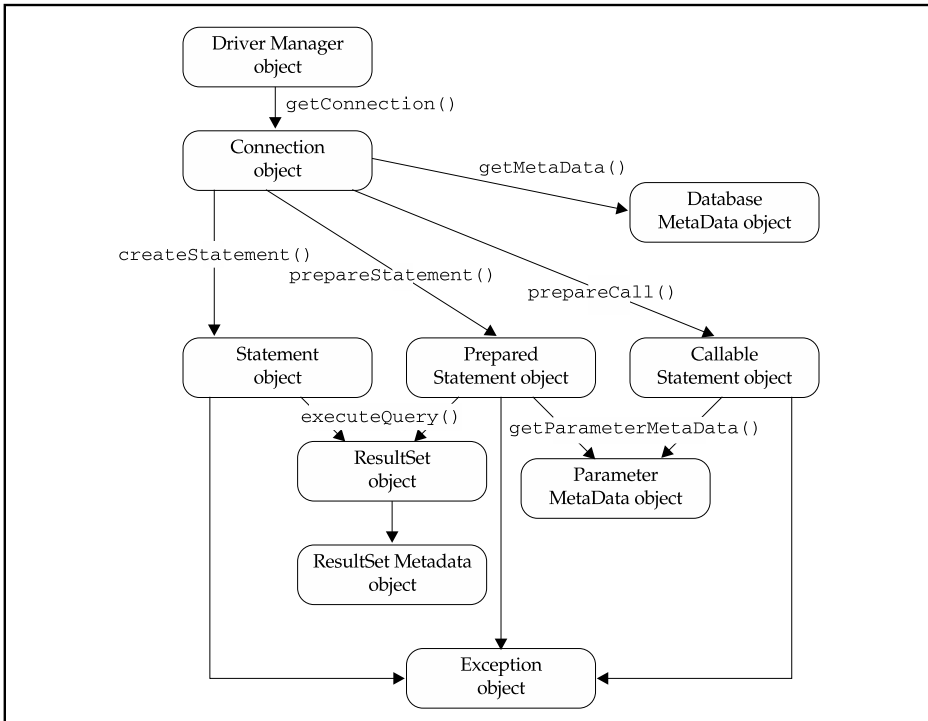 Driver Manager
object
getConnection()
Connection
object
getMetaData()
Database
MetaData object
createStatement()
prepareStatement()
prepareCall()
Statement
object
Prepared
Statement object
Callable
Statement object
executeQuery()
getParameterMetaData()
ResultSet
object
Parameter
MetaData object
ResultSet Metadata
object
Exception
object